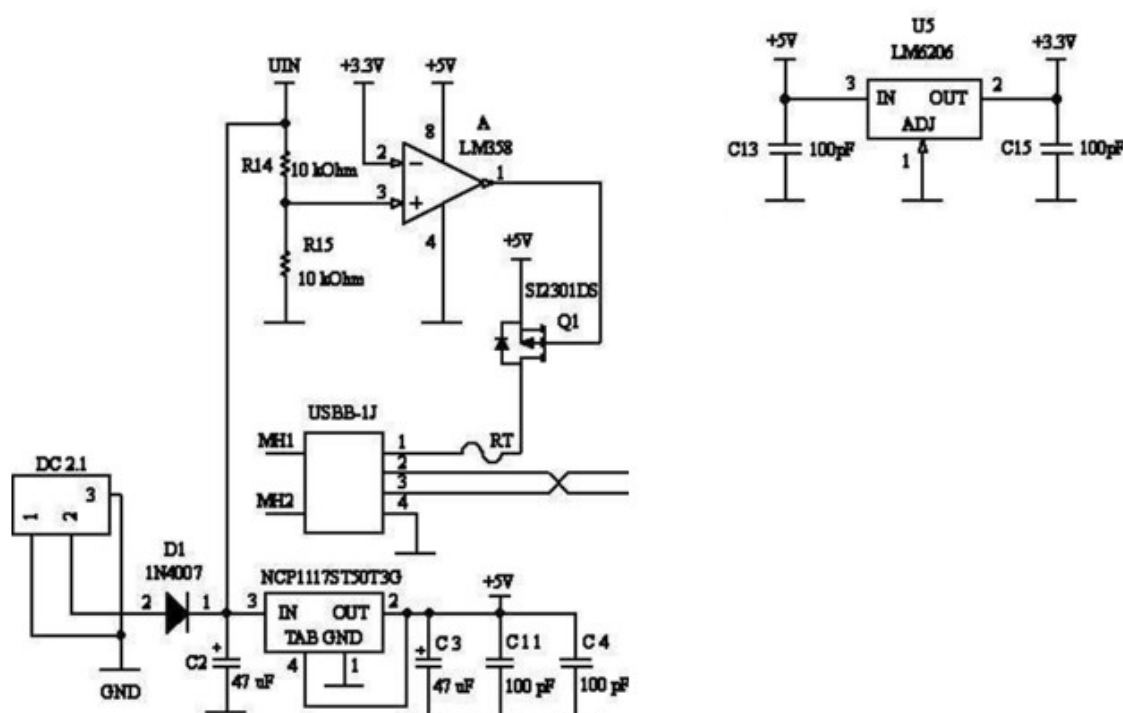 UIN
+3.3V
+5V
A
LM358
8
2
−
1
3
+
4
R14
10 kOhm
R15
10 kOhm
+5V
SI2301DS
Q1
USBB-1J
MH1
MH2
1
2
3
4
RT
DC 2.1
1
2
3
GND
D1
1N4007
2
1
C2
+
47 uF
NCP1117ST50T3G
3
IN
OUT
2
TAB GND
4
1
+5V
+
C3
47 uF
C11
100 pF
C4
100 pF
U5
LM6206
+5V
3
IN
OUT
2
ADJ
1
+3.3V
C13
100pF
C15
100pF